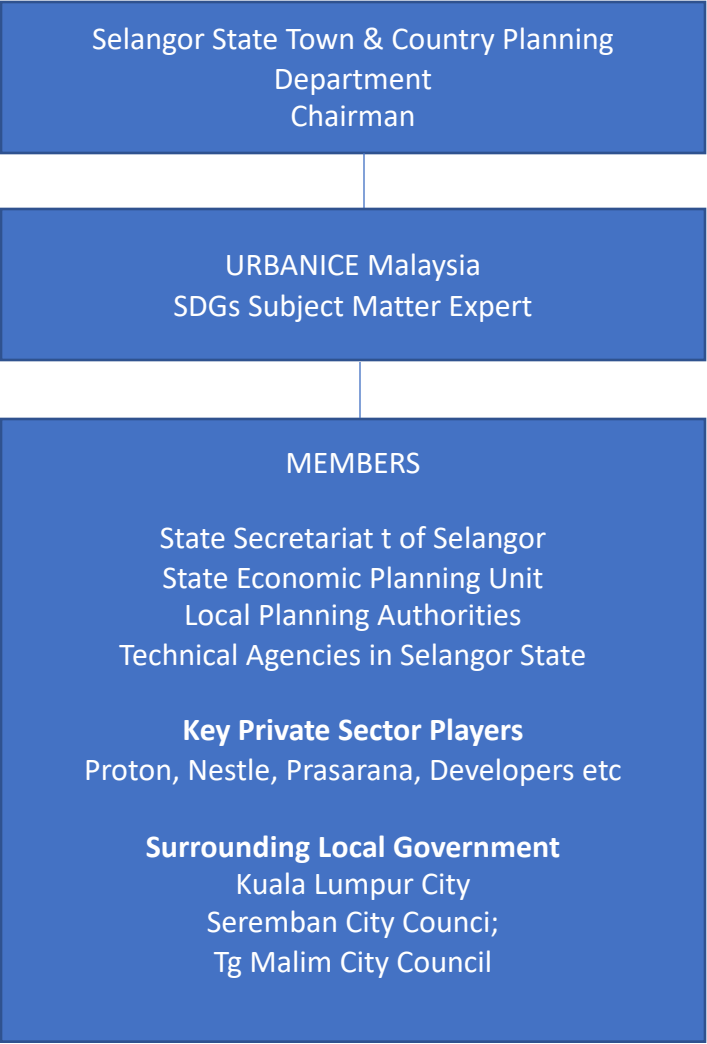 Selangor State Town & Country Planning
Department
Chairman
URBANICE Malaysia
SDGs Subject Matter Expert
MEMBERS
State Secretariat t of Selangor
State Economic Planning Unit
Local Planning Authorities
Technical Agencies in Selangor State
Key Private Sector Players
Proton, Nestle, Prasarana, Developers etc
Surrounding Local Government
Kuala Lumpur City
Seremban City Counci;
Tg Malim City Council